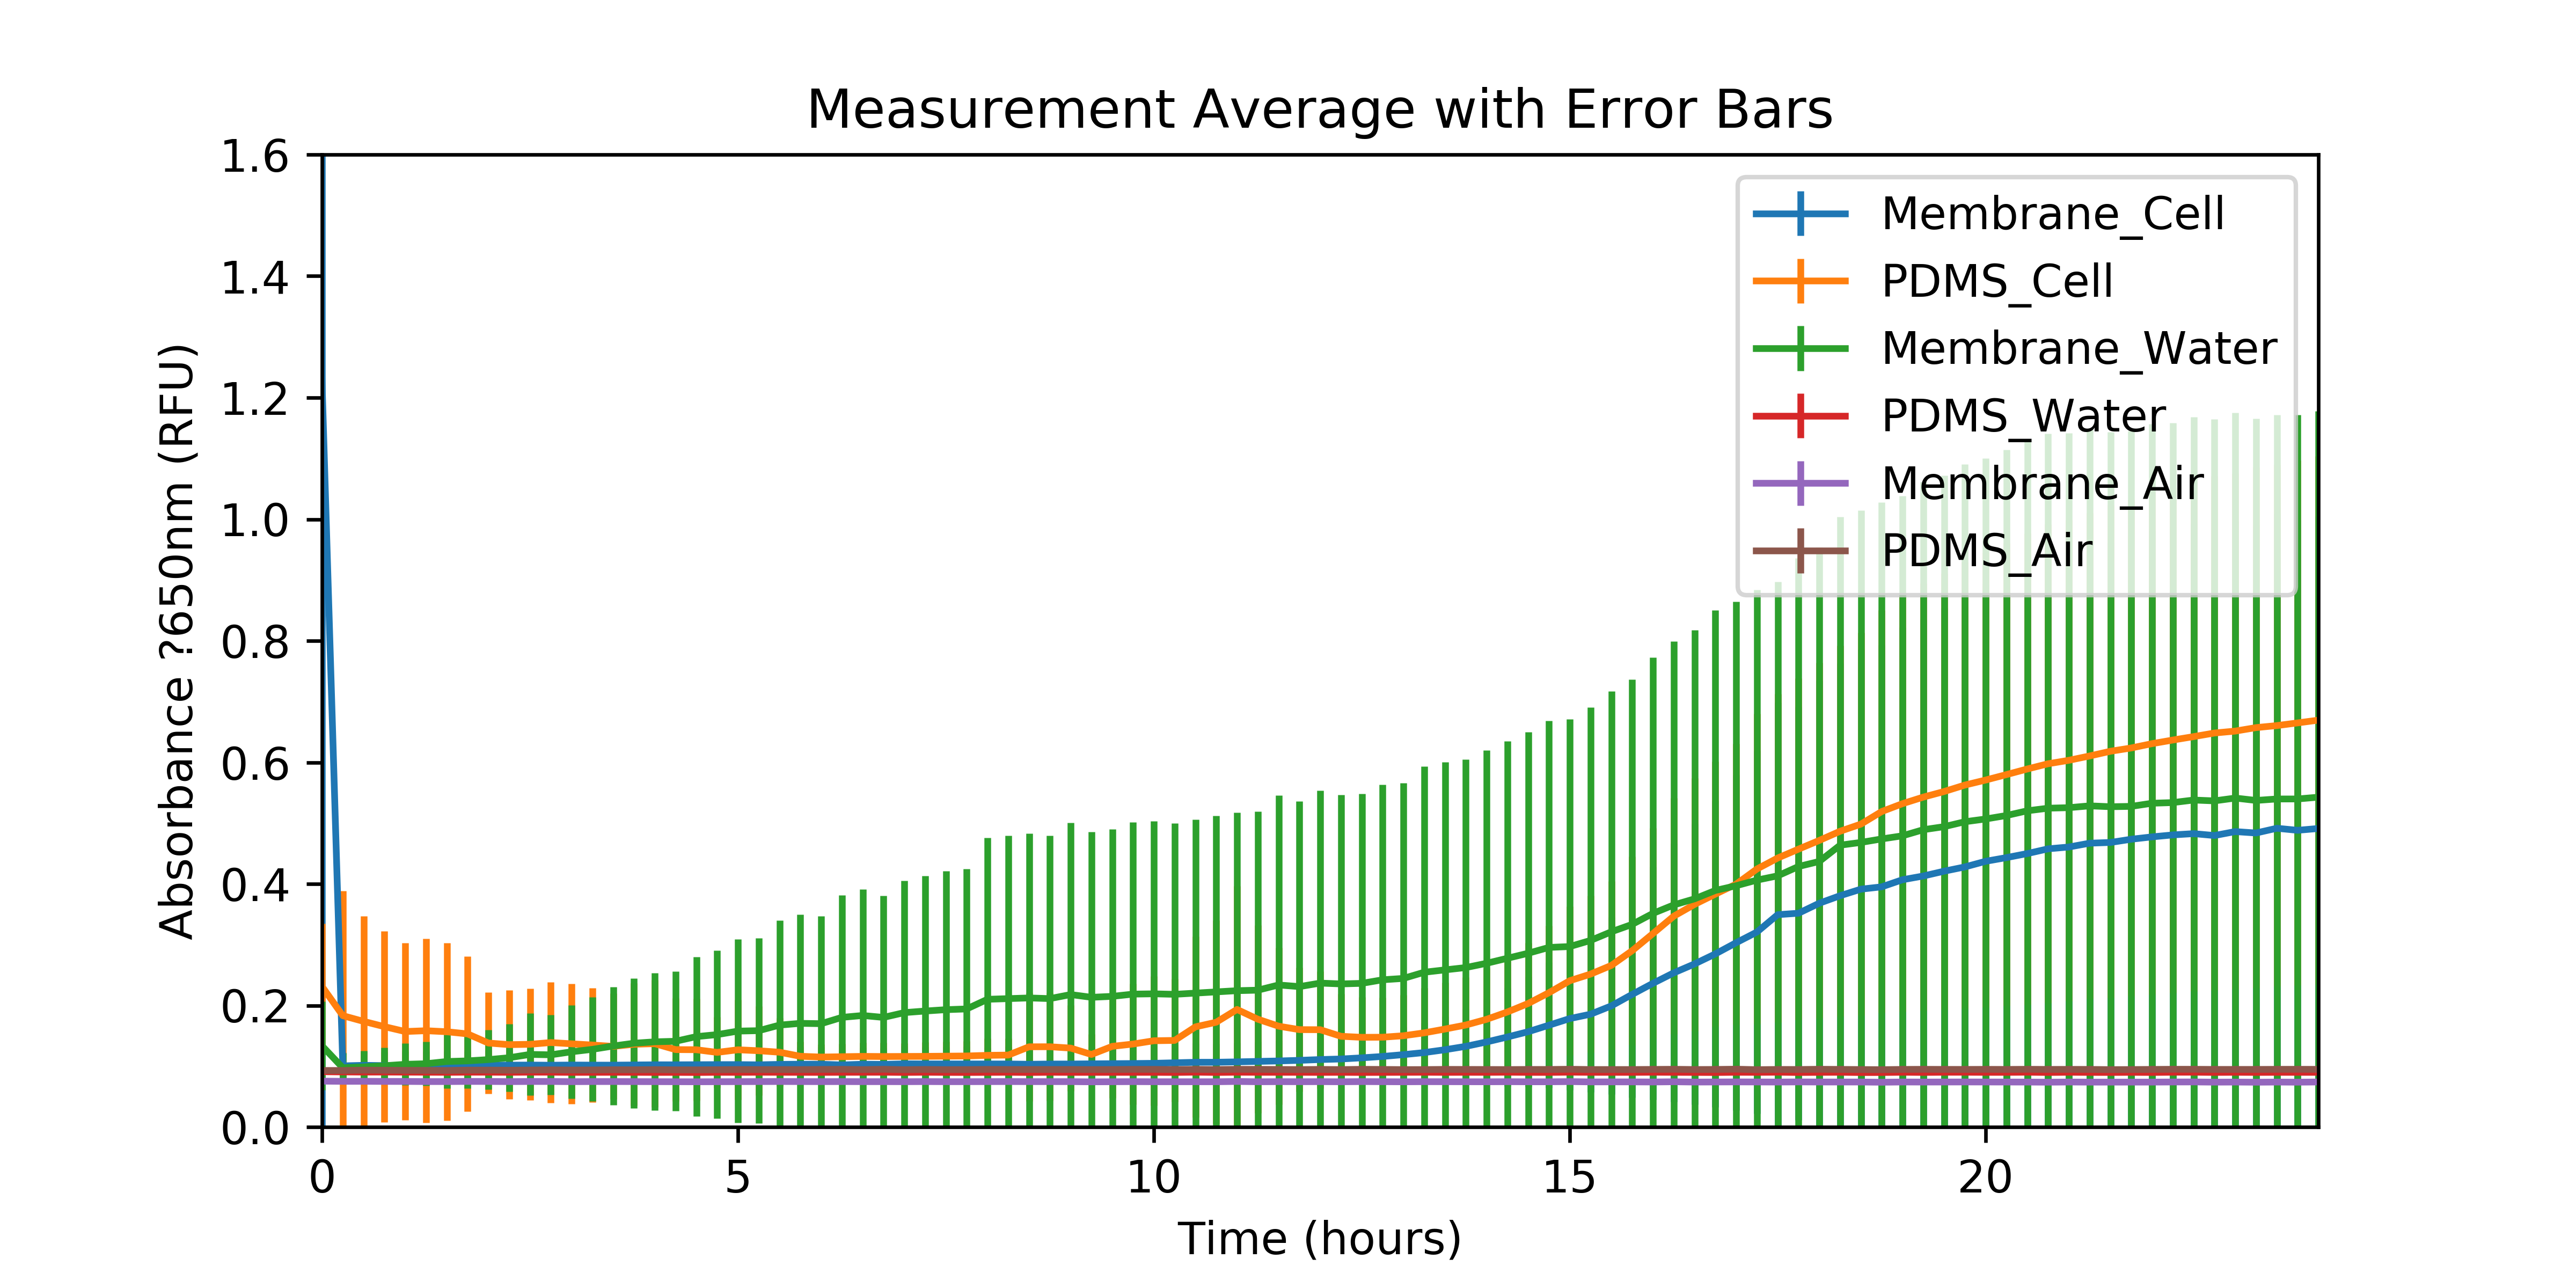 Measurement Average with Error Bars
1.6
1.4
1.2
1.0
0.8
0.6
0.4
0.2
0.0
Absorbance ?650nm (RFU)
Membrane_Cell
PDMS_Cell
Membrane_Water
PDMS_Water
Membrane_Air
PDMS_Air
0 5 10 15 20
Time (hours)